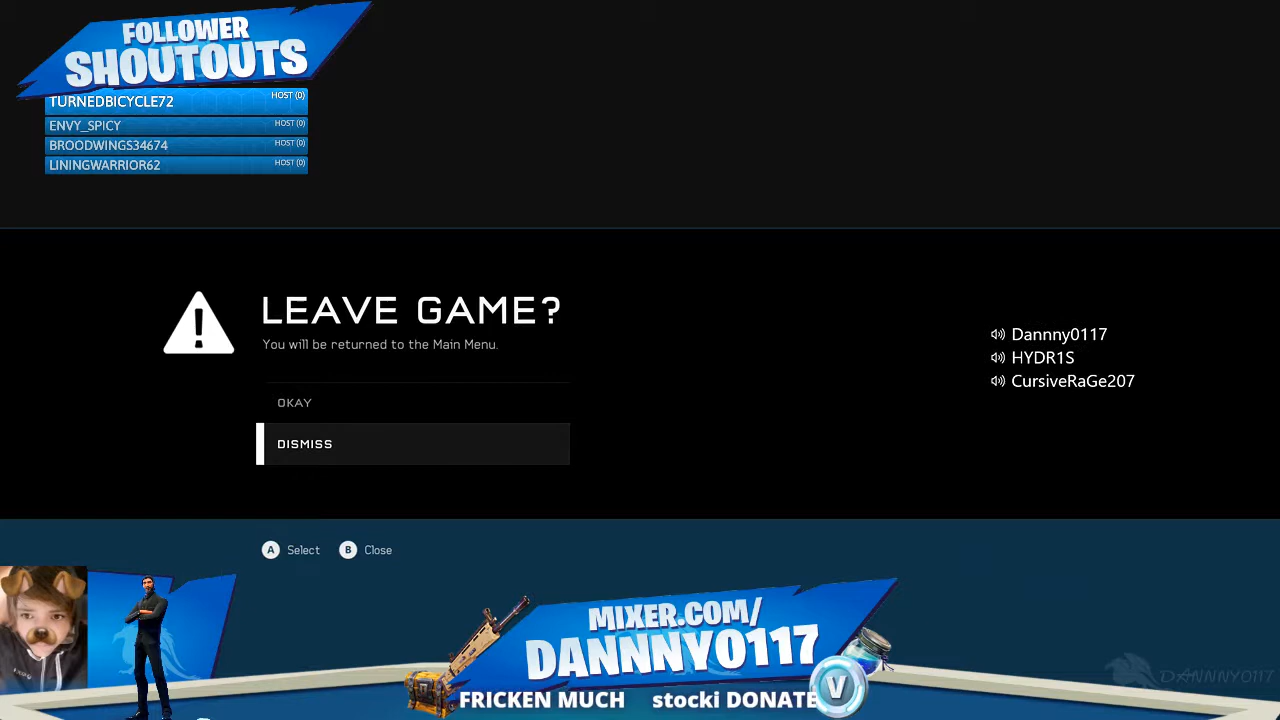 FOLLOWER
SHOUTOUTS
TURNEDBICYCLE72 HOST (0)
ENVY_SPICY HOST (0)
BROODWINGS34674 HOST (0)
LININGWARRIOR62 HOST (0)
LEAVE GAME?
You will be returned to the Main Menu.
OKAY
DISMISS
Dannny0117
HYDR1S
CursiveRaGe207
A Select B Close
MIXER.COM/
DANNNY0117
FRICKEN MUCH stocki DONATE
V
DANNNY0117